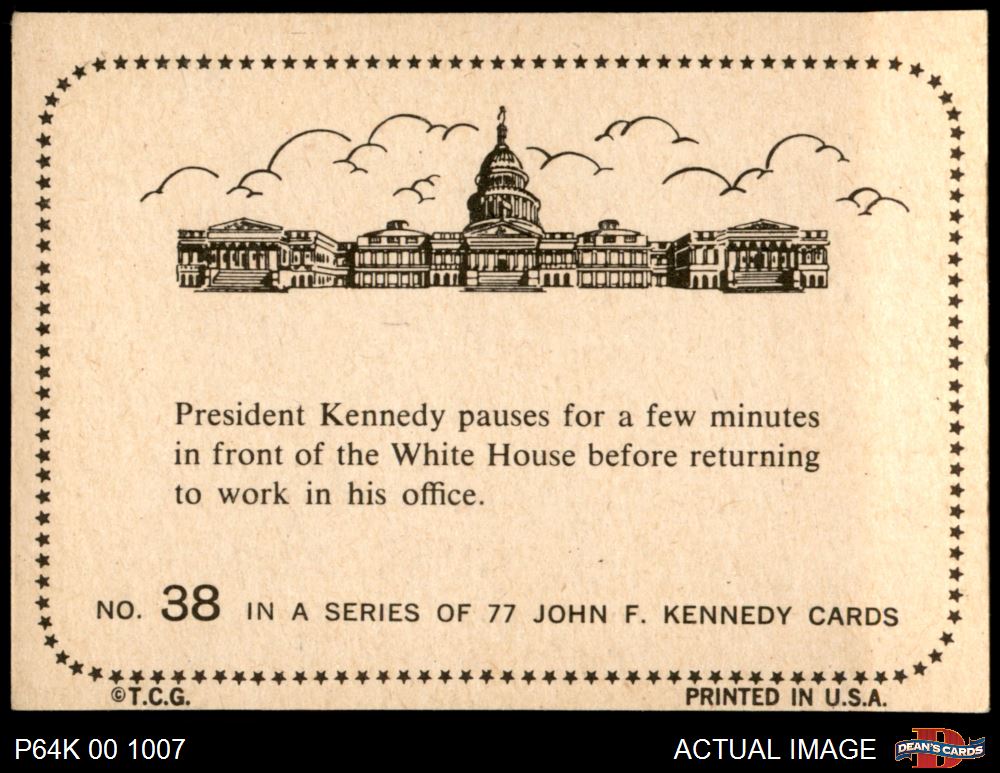 President Kennedy pauses for a few minutes
in front of the White House before returning
to work in his office.
NO. 38 IN A SERIES OF 77 JOHN F. KENNEDY CARDS
©T.C.G. PRINTED IN U.S.A.
P64K 00 1007 ACTUAL IMAGE D DEAN'S CARDS